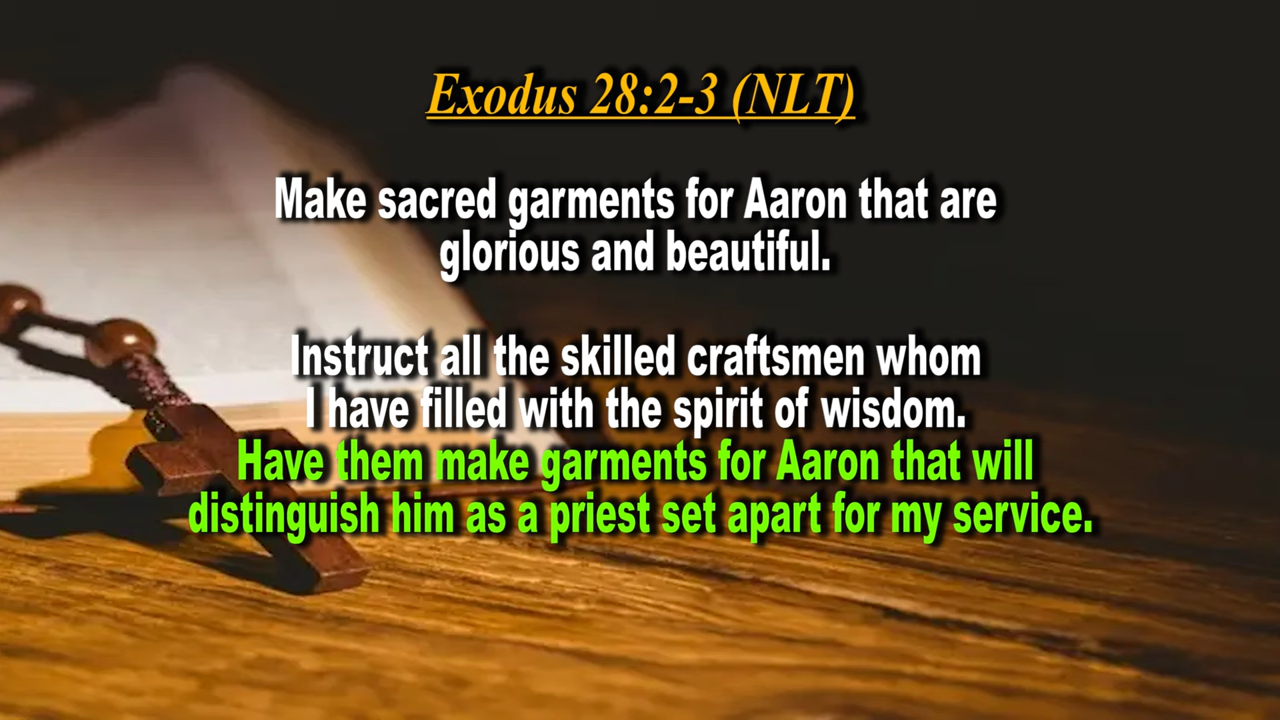 Exodus 28:2-3 (NLT)
Make sacred garments for Aaron that are
glorious and beautiful.
Instruct all the skilled craftsmen whom
I have filled with the spirit of wisdom.
Have them make garments for Aaron that will
distinguish him as a priest set apart for my service.